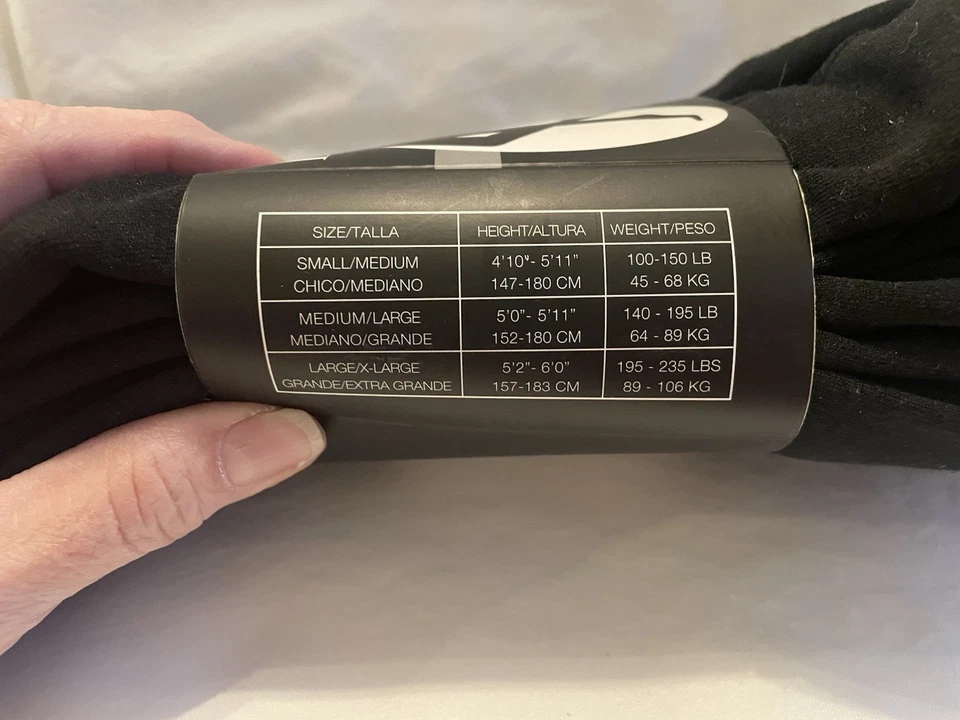 SIZE/TALLA HEIGHT/ALTURA WEIGHT/PESO
SMALL/MEDIUM 4'10"- 5'11" 100-150 LB
CHICO/MEDIANO 147-180 CM 45 - 68 KG
MEDIUM/LARGE 5'0"- 5'11" 140 - 195 LB
MEDIANO/GRANDE 152-180 CM 64 - 89 KG
LARGE/X-LARGE 5'2"- 6'0" 195 - 235 LBS
GRANDE/EXTRA GRANDE 157-183 CM 89 - 106 KG